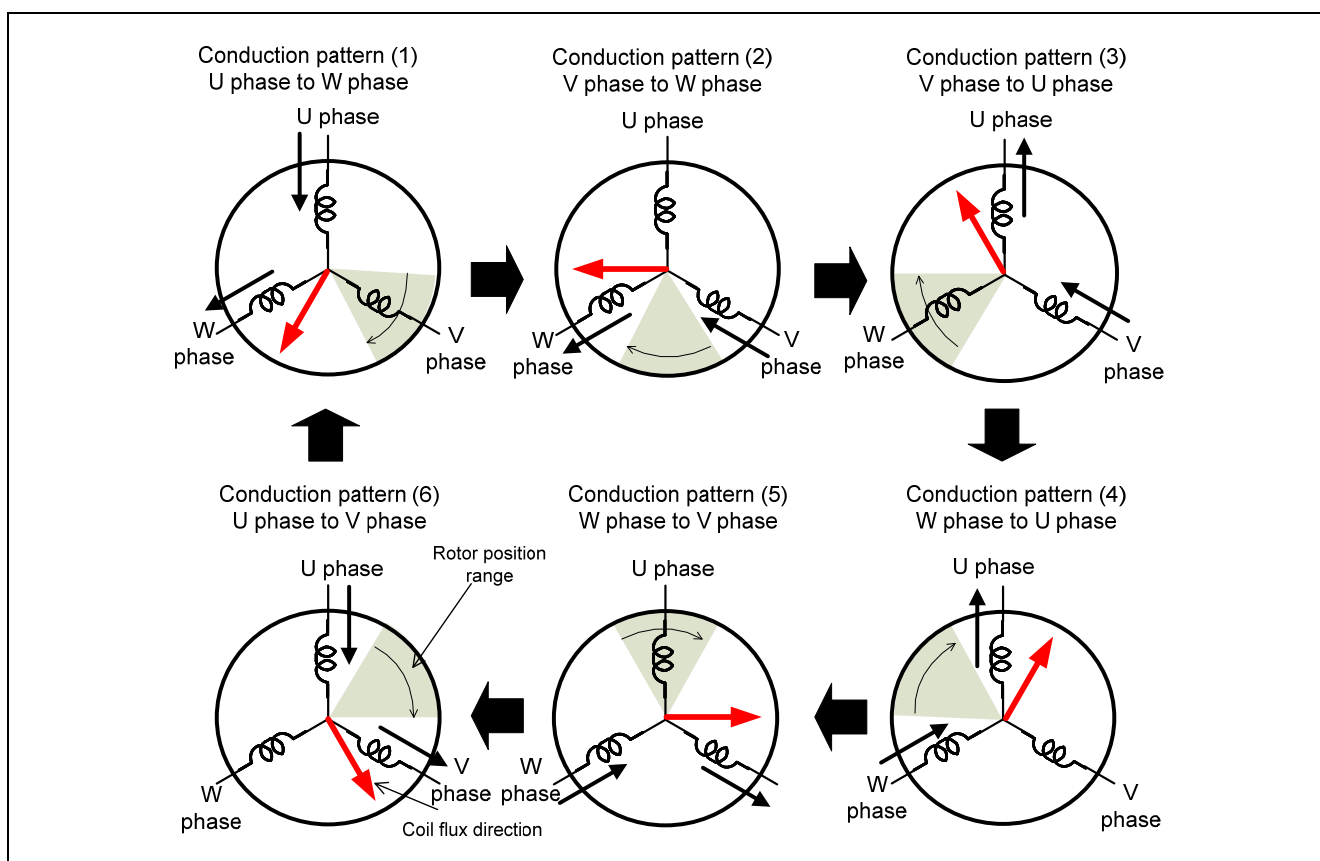 Conduction pattern (1)
U phase to W phase
U phase
W
phase
V
phase
Conduction pattern (2)
V phase to W phase
U phase
W
phase
V
phase
Conduction pattern (3)
V phase to U phase
U phase
W
phase
V
phase
Conduction pattern (6)
U phase to V phase
U phase
Rotor position
range
W
phase
V
phase
Coil flux direction
Conduction pattern (5)
W phase to V phase
U phase
W
phase
Conduction pattern (4)
W phase to U phase
U phase
W
phase
V
phase